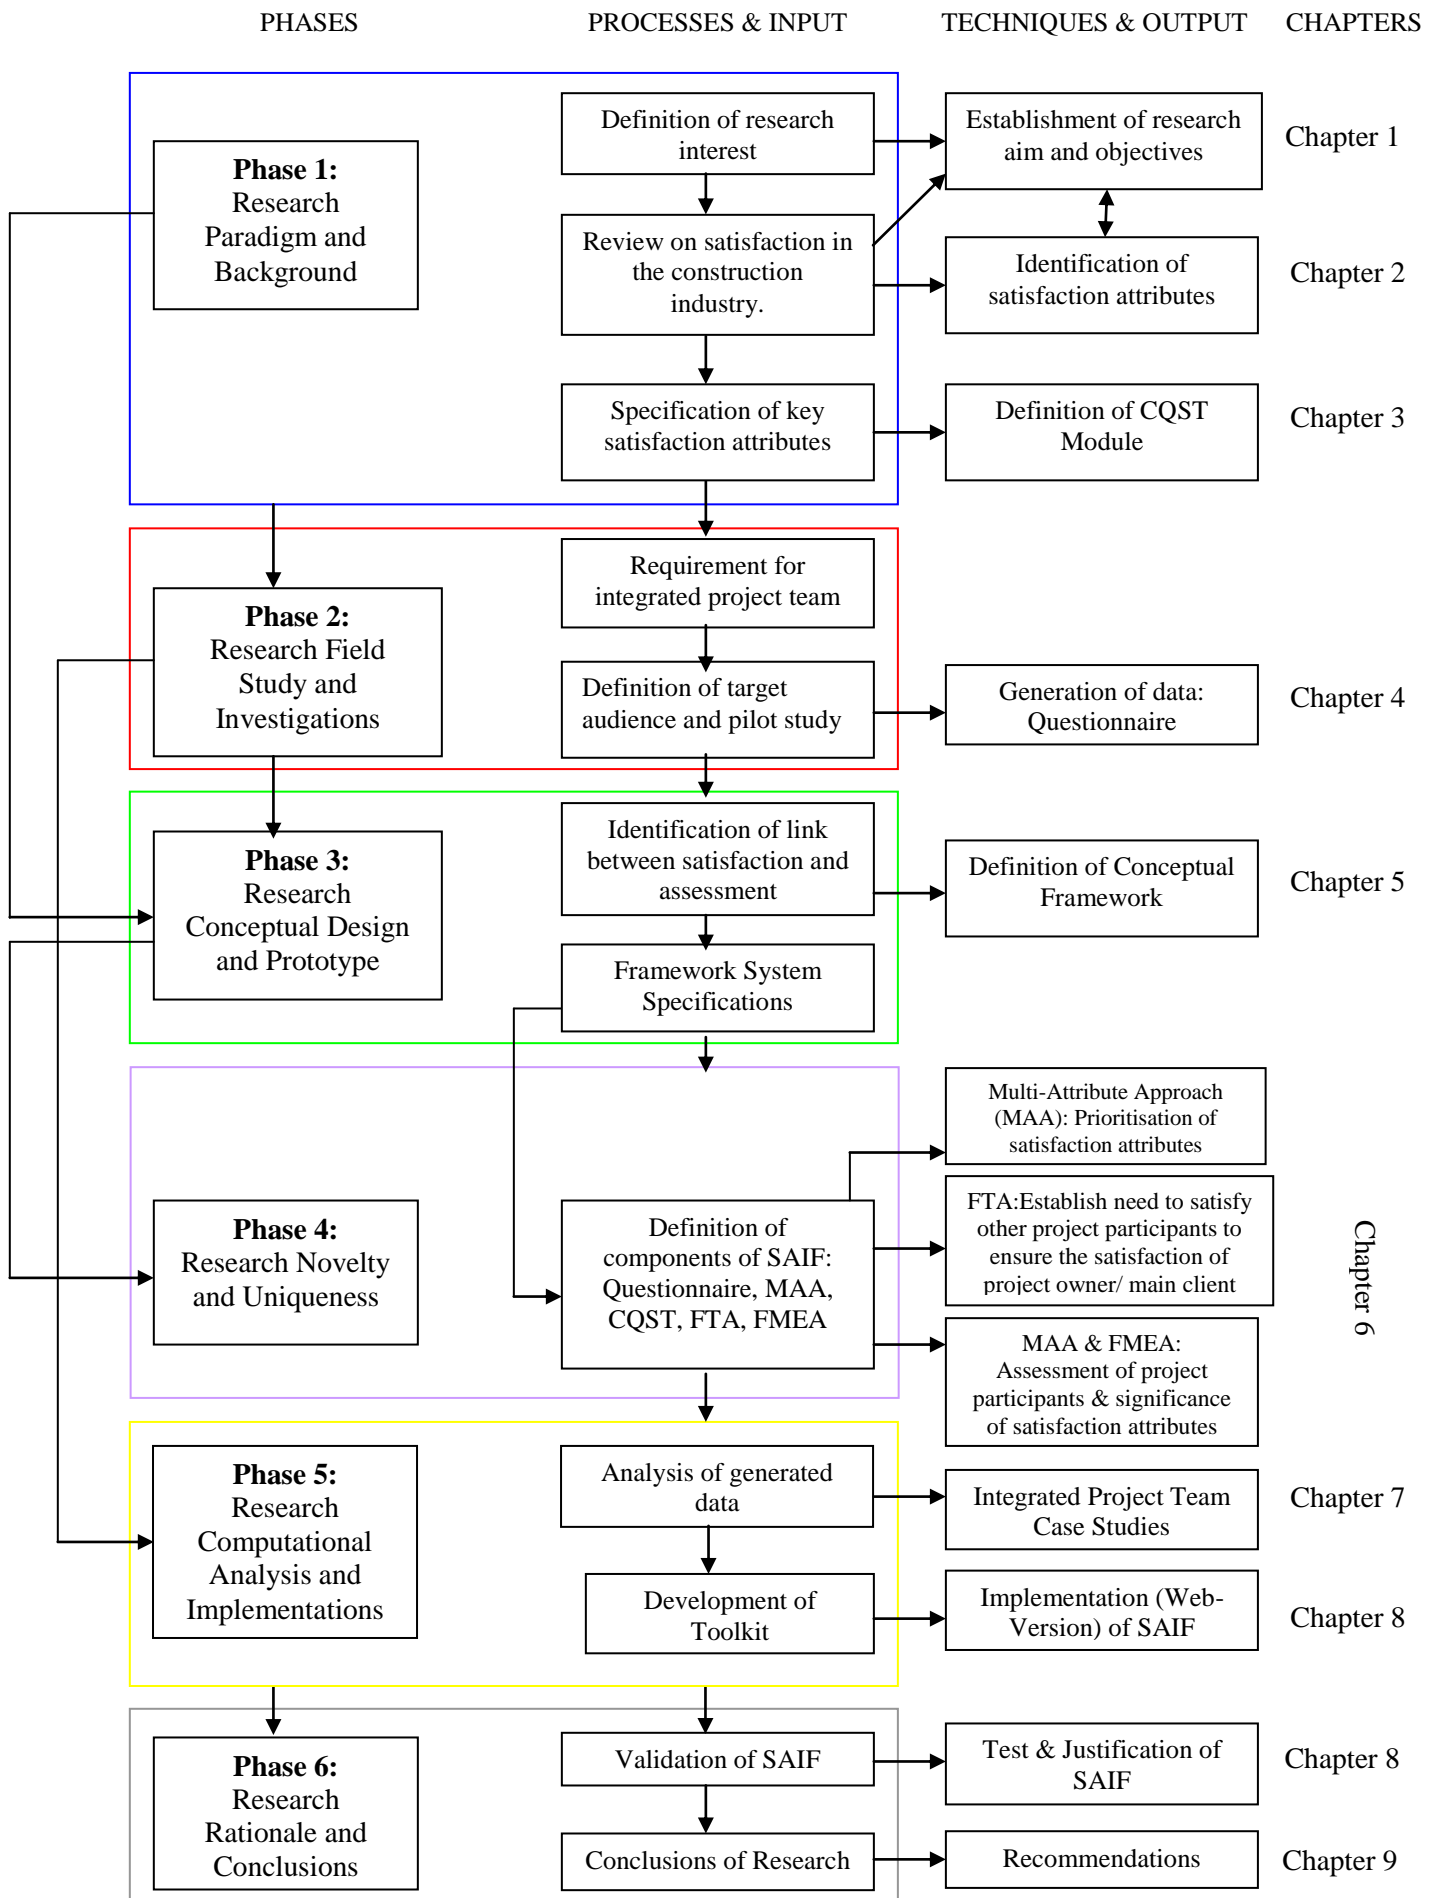 PHASES
PROCESSES & INPUT
TECHNIQUES & OUTPUT
CHAPTERS
Phase 1:
Research
Paradigm and
Background
Definition of research
interest
Establishment of research
aim and objectives
Chapter 1
Review on satisfaction in
the construction
industry.
Identification of
satisfaction attributes
Chapter 2
Specification of key
satisfaction attributes
Definition of CQST
Module
Chapter 3
Phase 2:
Research Field
Study and
Investigations
Requirement for
integrated project team
Definition of target
audience and pilot study
Generation of data:
Questionnaire
Chapter 4
Phase 3:
Research
Conceptual Design
and Prototype
Identification of link
between satisfaction and
assessment
Definition of Conceptual
Framework
Chapter 5
Framework System
Specifications
Phase 4:
Research Novelty
and Uniqueness
Definition of
components of SAIF:
Questionnaire, MAA,
CQST, FTA, FMEA
Multi-Attribute Approach
(MAA): Prioritisation of
satisfaction attributes
FTA:Establish need to satisfy
other project participants to
ensure the satisfaction of
project owner/ main client
MAA & FMEA:
Assessment of project
participants & significance
of satisfaction attributes
Chapter 6
Phase 5:
Research
Computational
Analysis and
Implementations
Analysis of generated
data
Integrated Project Team
Case Studies
Chapter 7
Development of
Toolkit
Implementation (Web-
Version) of SAIF
Chapter 8
Phase 6:
Research
Rationale and
Conclusions
Validation of SAIF
Test & Justification of
SAIF
Chapter 8
Conclusions of Research
Recommendations
Chapter 9